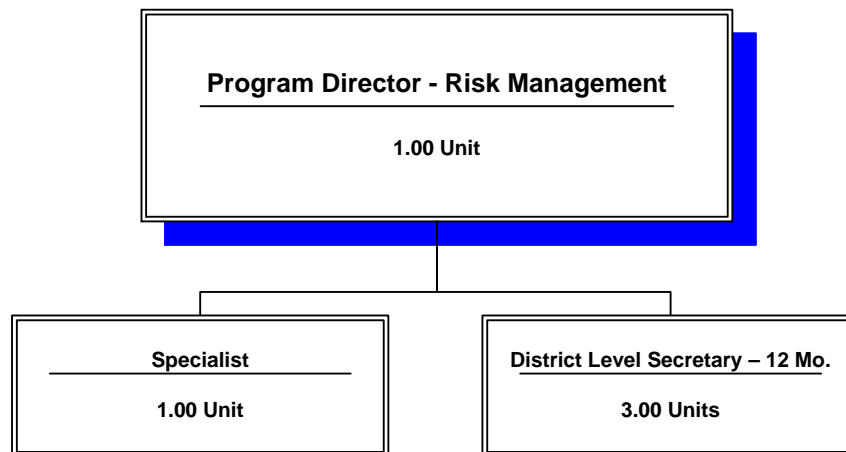 Program Director - Risk Management
1.00 Unit
Specialist
1.00 Unit
District Level Secretary – 12 Mo.
3.00 Units